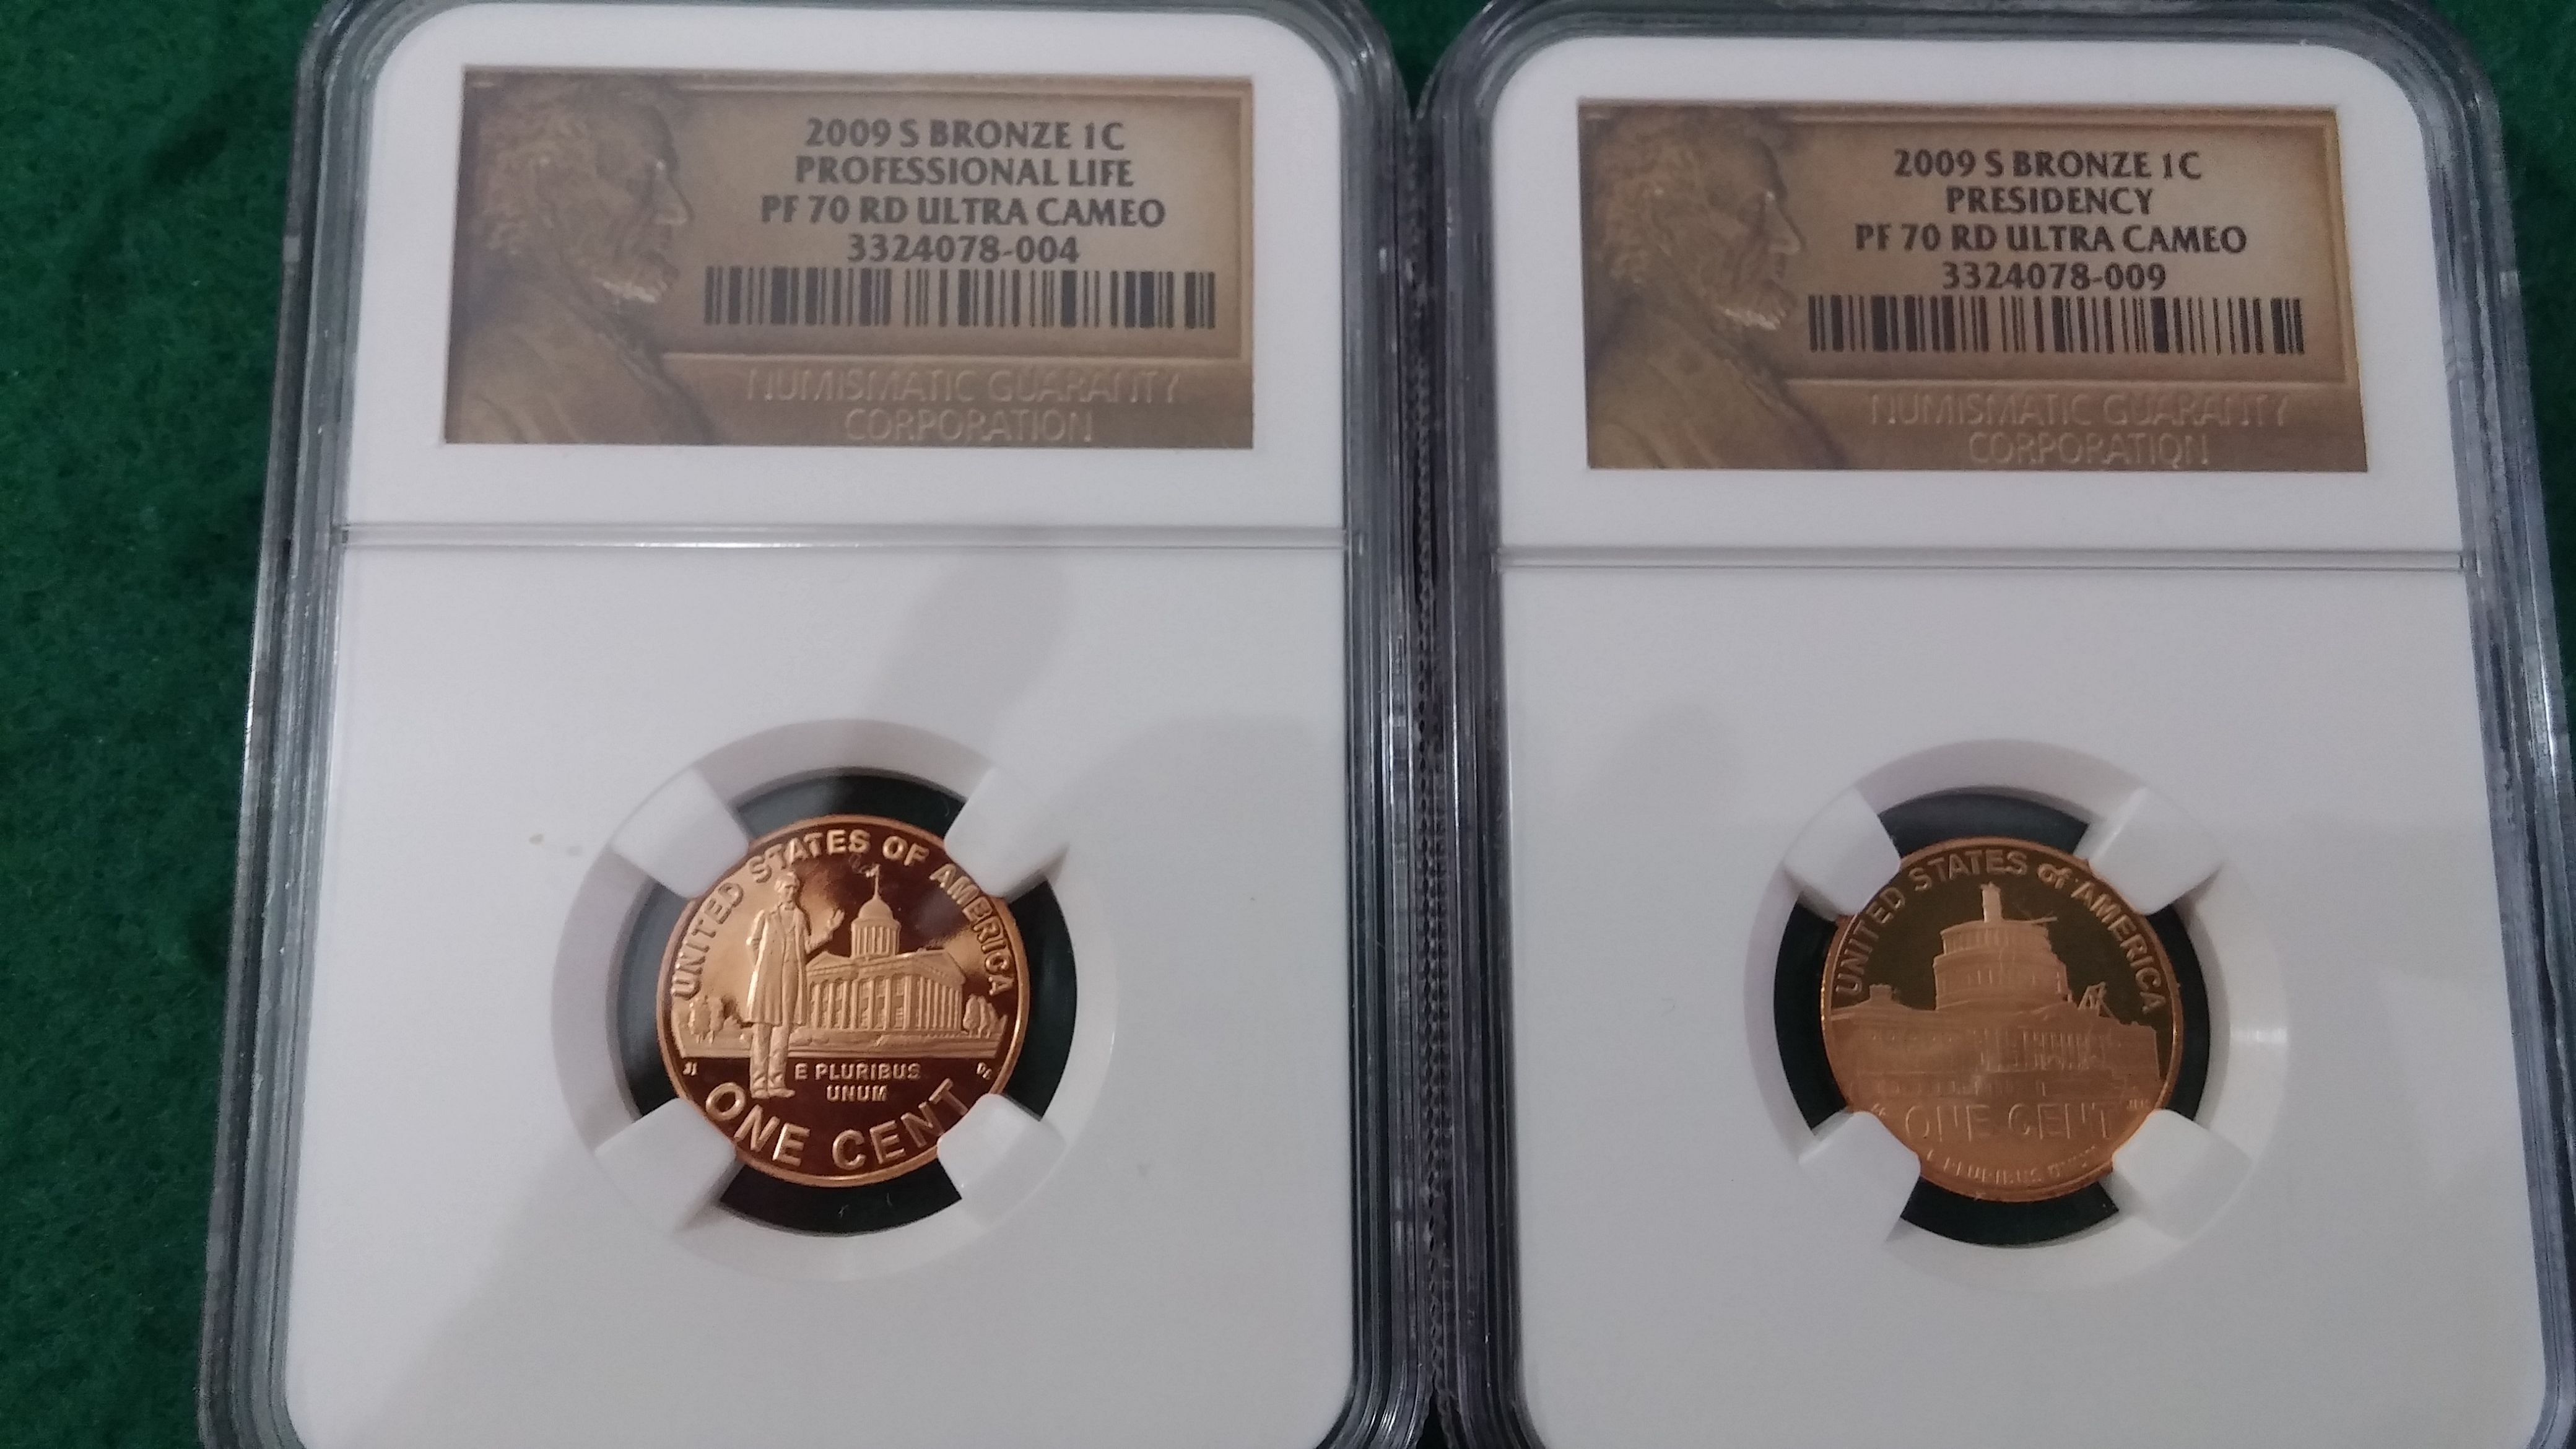 2009 S BRONZE 1C
PROFESSIONAL LIFE
PF 70 RD ULTRA CAMEO
3324078-004
NUMISMATIC GUARANTY
CORPORATION
UNITED STATES OF AMERICA
E PLURIBUS
UNUM
ONE CENT
2009 S BRONZE 1C
PRESIDENCY
PF 70 RD ULTRA CAMEO
3324078-009
NUMISMATIC GUARANTY
CORPORATION
UNITED STATES of AMERICA
ONE CENT
E PLURIBUS UNUM